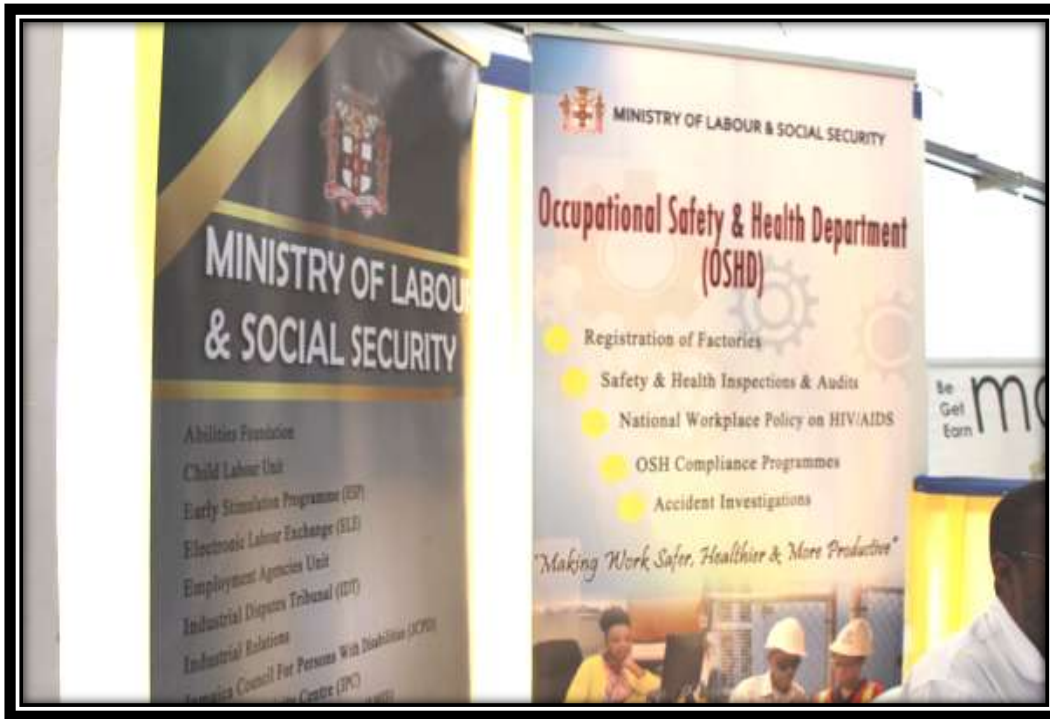 MINISTRY OF LABOU
& SOCIAL SECURITY
Abilities Foundation
Child Labour Unit
Early Stimulation Programme (ESP)
Electronic Labour Exchange (ELE)
Employment Agencies Unit
Industrial Disputes Tribunal (IDT)
Industrial Relations
Jamaica Council For Persons With Disabilities (JCPD)
Centre (JPC)
MINISTRY OF LABOUR & SOCIAL SECURITY
Occupational Safety & Health Department
(OSHD)
Registration of Factories
Safety & Health Inspections & Audits
National Workplace Policy on HIV/AIDS
OSH Compliance Programmes
Accident Investigations
"Making Work Safer, Healthier & More Productive"
Be
Get
Earn
mo